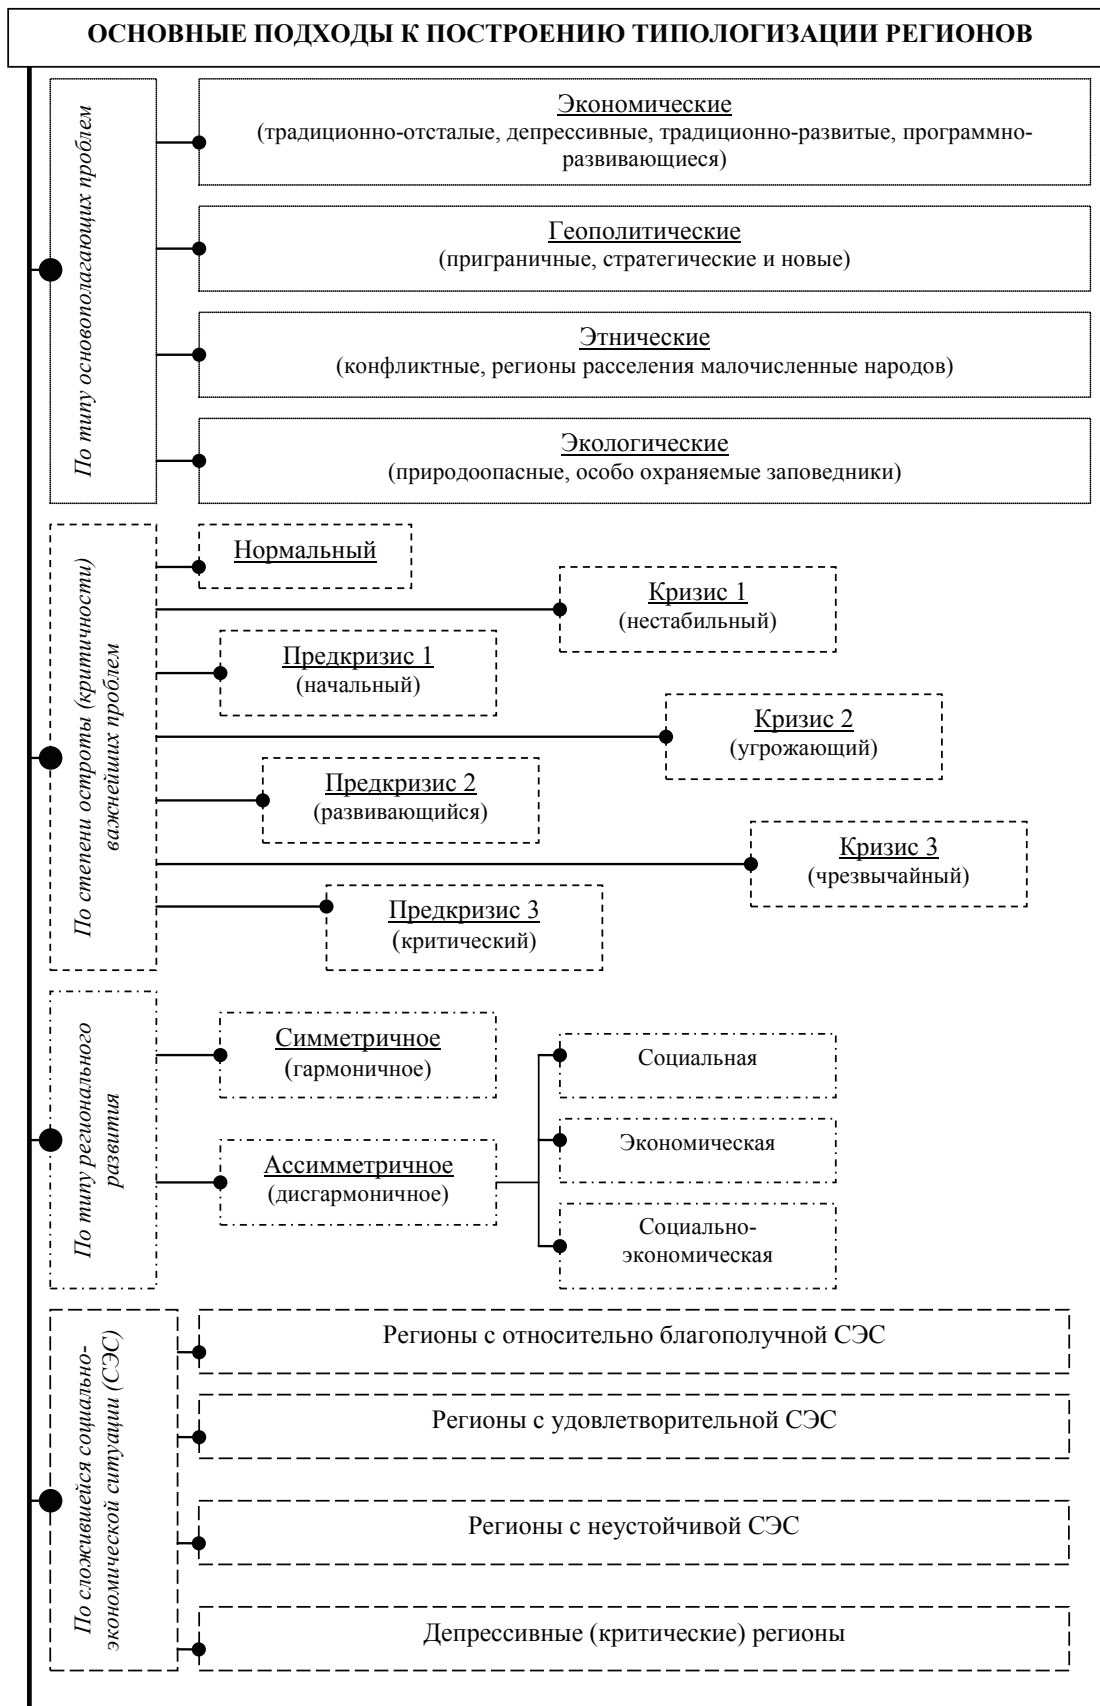 ОСНОВНЫЕ ПОДХОДЫ К ПОСТРОЕНИЮ ТИПОЛОГИЗАЦИИ РЕГИОНОВ
По типу основополагающих проблем
Экономические
(традиционно-отсталые, депрессивные, традиционно-развитые, программно-
развивающиеся)
Геополитические
(приграничные, стратегические и новые)
Этнические
(конфликтные, регионы расселения малочисленные народов)
Экологические
(природоопасные, особо охраняемые заповедники)
По степени остроты (критичности)
важнейших проблем
Нормальный
Кризис 1
(нестабильный)
Предкризис 1
(начальный)
Кризис 2
(угрожающий)
Предкризис 2
(развивающийся)
Кризис 3
(чрезвычайный)
Предкризис 3
(критический)
По типу регионального
развития
Симметричное
(гармоничное)
Ассимметричное
(дисгармоничное)
Социальная
Экономическая
Социально-
экономическая
По сложившейся социально-
экономической ситуации (СЭС)
Регионы с относительно благополучной СЭС
Регионы с удовлетворительной СЭС
Регионы с неустойчивой СЭС
Депрессивные (критические) регионы